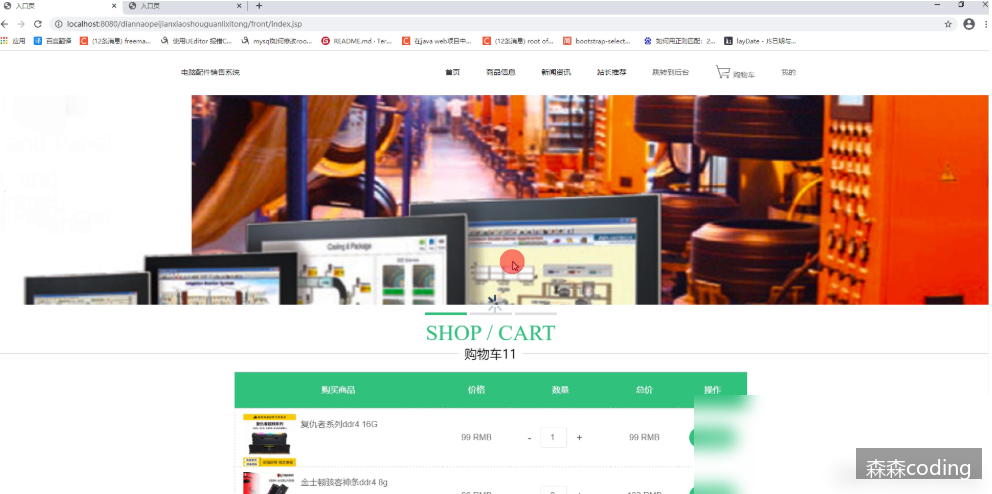 入口页
入口页
localhost:8080/diannaopeijianxiaoshouguanlixitong/front/index.jsp
应用 百度翻译 (12条消息) freema... 使用UEditor 报错C... mysql如何修改roo... README.md · Ter... (12条消息) root of... 在java web项目中... bootstrap-select... 如何用正则匹配：2... layDate - JS日期与...
电脑配件销售系统 首页 商品信息 新闻资讯 站长推荐 跳转到后台 购物车 我的
Coding & Package
SHOP / CART
购物车11
购买商品 价格 数量 总价 操作
复仇者系列ddr4 16G
99 RMB - 1 + 99 RMB
金士顿骇客神条ddr4 8g
森森coding